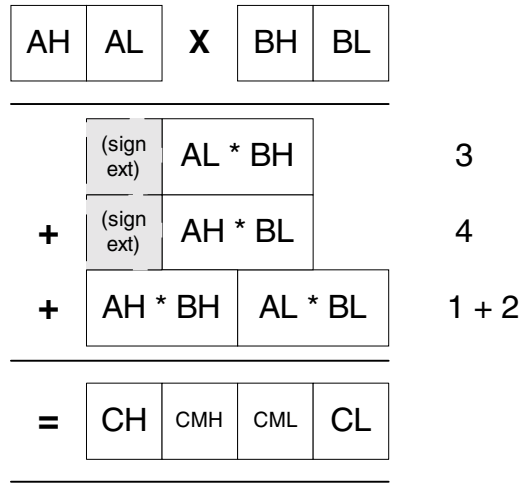 AH AL X BH BL
(sign ext) AL * BH 3
+ (sign ext) AH * BL 4
+ AH * BH AL * BL 1 + 2
= CH CMH CML CL